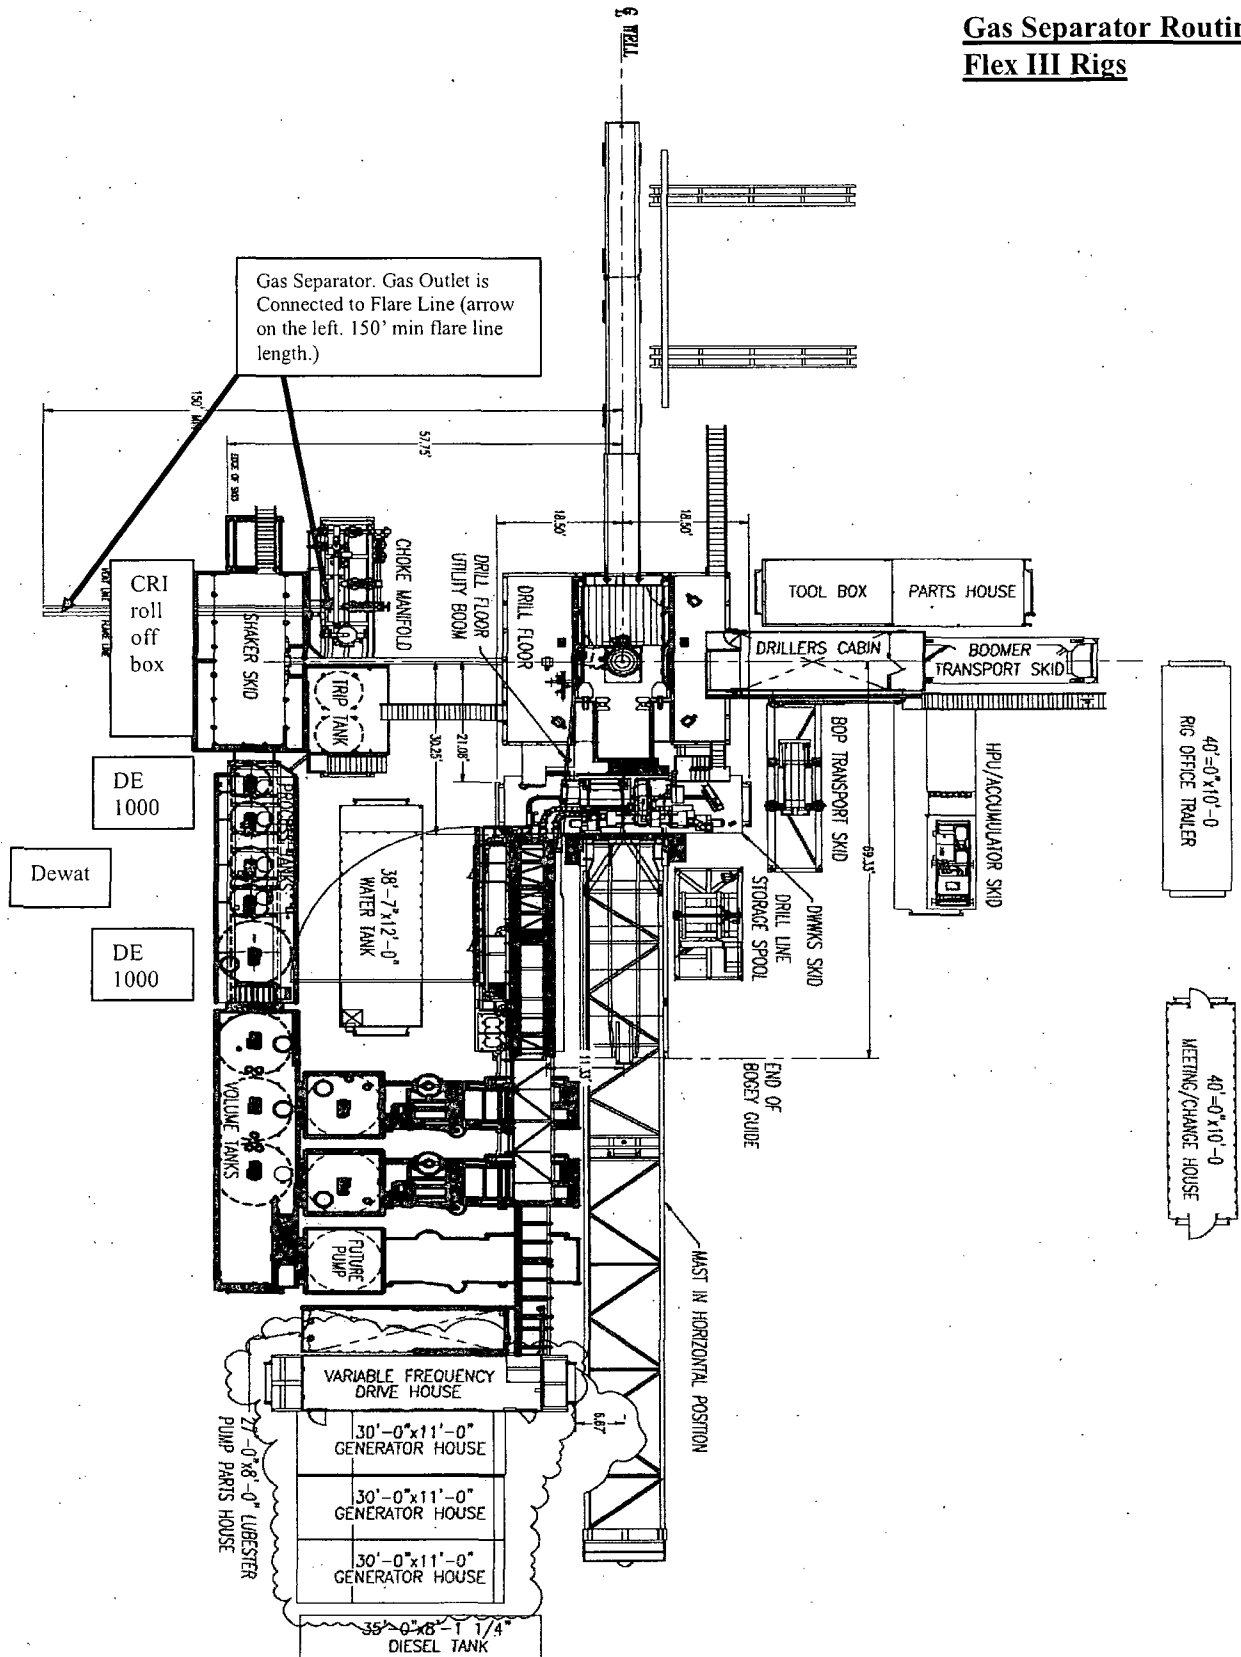 Gas Separator Routin
Flex III Rigs
WELL
Gas Separator. Gas Outlet is
Connected to Flare Line (arrow
on the left. 150' min flare line
length.)
150' MIN
57.75'
EDGE OF SKID
18.50'
18.50'
CHOKE MANIFOLD
DRILL FLOOR
UTILITY BOOM
DRILL FLOOR
CRI
roll
off
box
VENT LINE
FLARE LINE
SHAKER SKID
TRIP TANK
TOOL BOX
PARTS HOUSE
DRILLERS CABIN
BOOMER
TRANSPORT SKID
21.08'
30.25'
69.33'
BOP TRANSPORT SKID
HPU/ACCUMULATOR SKID
40'=0"x10'-0
RIG OFFICE TRAILER
DE
1000
Dewat
DE
1000
38'-7"x12'-0"
WATER TANK
DWWKS SKID
DRILL LINE
STORAGE SPOOL
END OF
BOGEY GUIDE
11.33'
40'=0"x10'-0
MEETING/CHANGE HOUSE
VOLUME TANKS
FUTURE
PUMP
MAST IN HORIZONTAL POSITION
VARIABLE FREQUENCY
DRIVE HOUSE
6.67'
27'-0"x8'-0" LUBESTER
PUMP PARTS HOUSE
30'-0"x11'-0"
GENERATOR HOUSE
30'-0"x11'-0"
GENERATOR HOUSE
30'-0"x11'-0"
GENERATOR HOUSE
35'-0"x8'-1 1/4"
DIESEL TANK